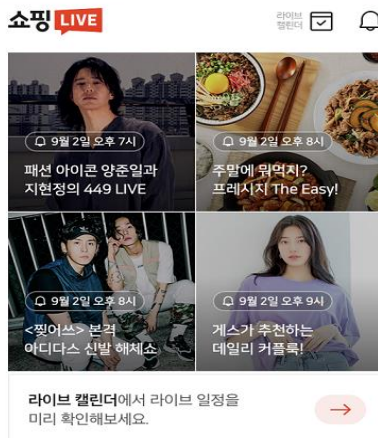 쇼핑 LIVE
라이브
캘린더
9월 2일 오후 7시
패션 아이콘 양준일과
지현정의 449 LIVE
9월 2일 오후 8시
주말에 뭐먹지?
프레시지 The Easy!
9월 2일 오후 8시
<찢어쓰> 본격
아디다스 신발 해체쇼
9월 2일 오후 9시
게스가 추천하는
데일리 커플룩!
라이브 캘린더에서 라이브 일정을
미리 확인해보세요.